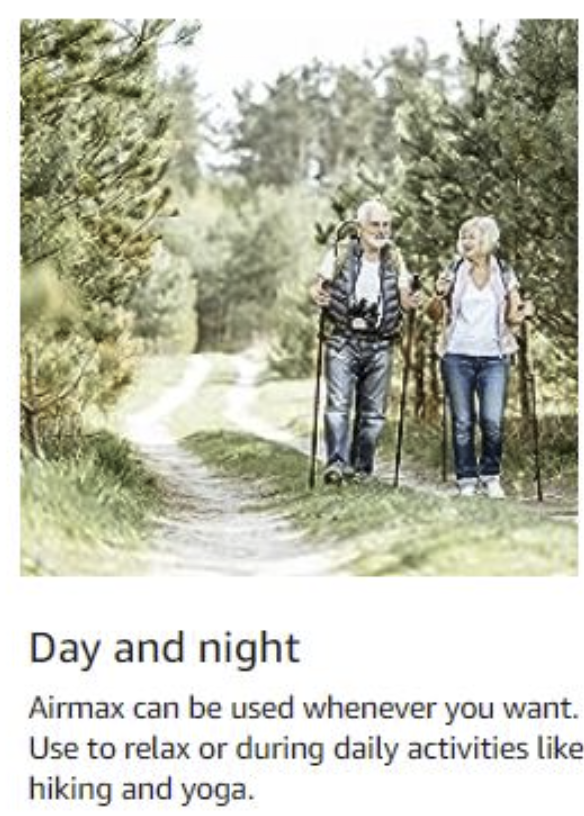 Day and night
Airmax can be used whenever you want.
Use to relax or during daily activities like
hiking and yoga.